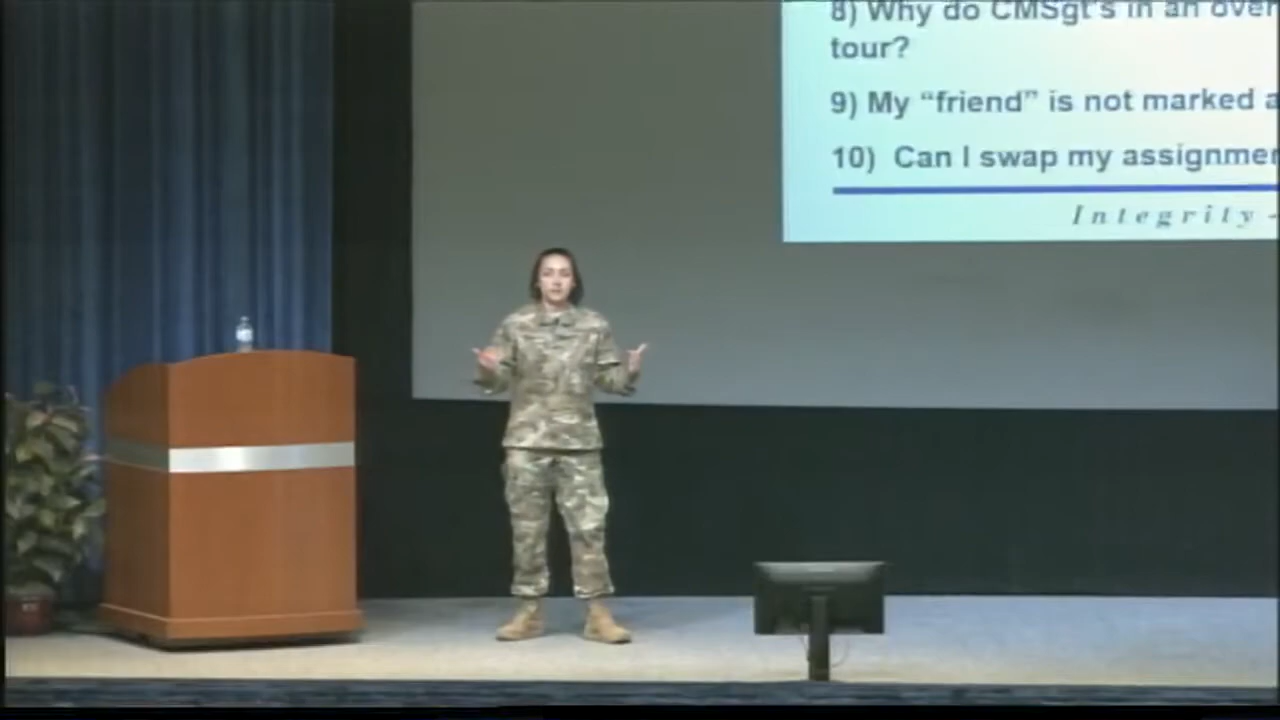 8) Why do CMSgt's in an over
tour?
9) My “friend” is not marked a
10) Can I swap my assignmen
Integrity -